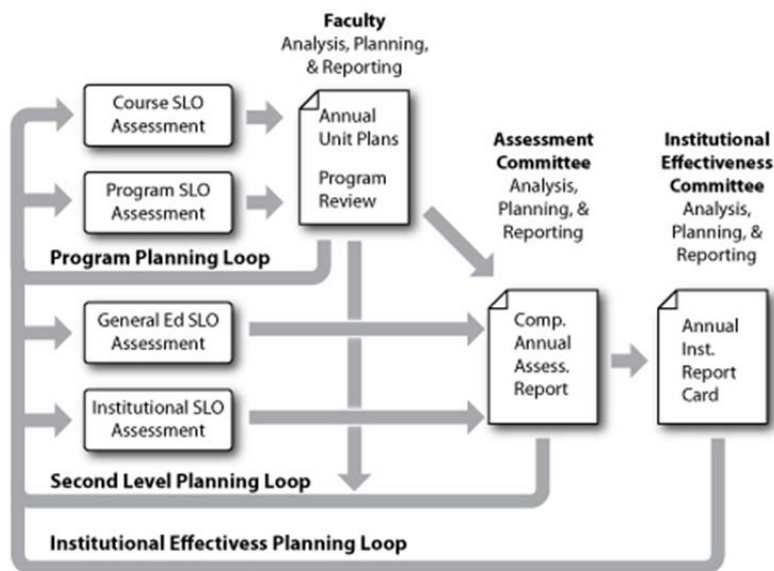 Faculty
Analysis, Planning,
& Reporting
Course SLO
Assessment
Annual
Unit Plans
Program
Review
Program SLO
Assessment
Assessment
Committee
Analysis,
Planning, &
Reporting
Institutional
Effectiveness
Committee
Analysis,
Planning, &
Reporting
Program Planning Loop
General Ed SLO
Assessment
Comp.
Annual
Assess.
Report
Annual
Inst.
Report
Card
Institutional SLO
Assessment
Second Level Planning Loop
Institutional Effectivess Planning Loop